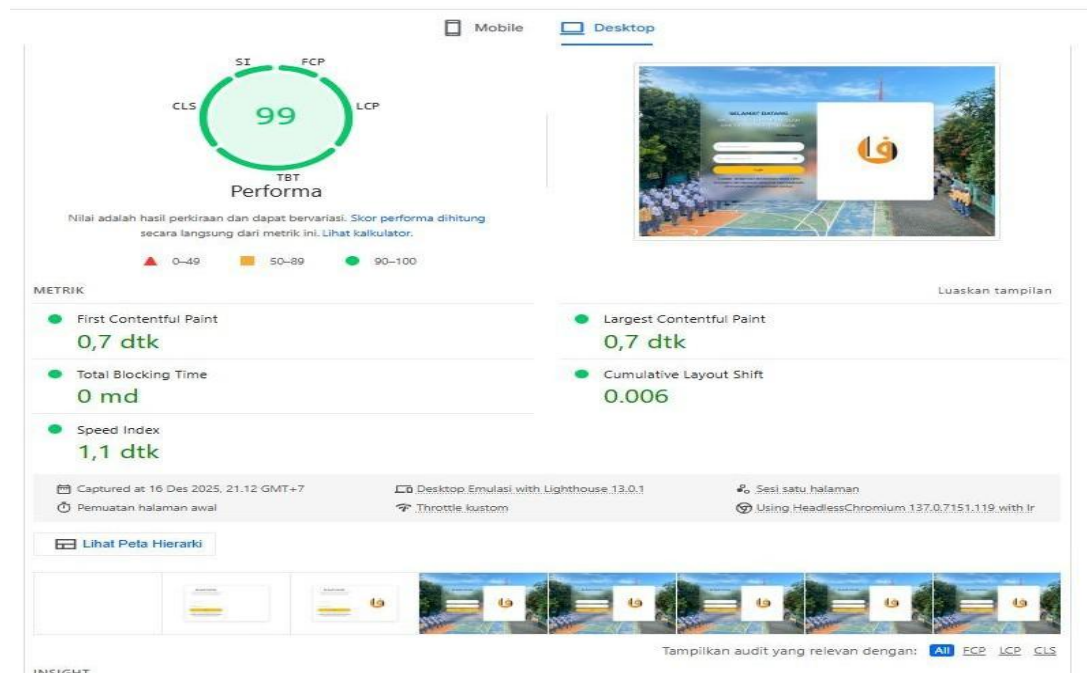 Mobile
Desktop
SI
FCP
CLS
99
LCP
TBT
Performa
Nilai adalah hasil perkiraan dan dapat bervariasi. Skor performa dihitung
secara langsung dari metrik ini. Lihat kalkulator.
0–49
50–89
90–100
SELAMAT DATANG
METRIK
Luaskan tampilan
First Contentful Paint
0,7 dtk
Largest Contentful Paint
0,7 dtk
Total Blocking Time
0 md
Cumulative Layout Shift
0.006
Speed Index
1,1 dtk
Captured at 16 Des 2025, 21.12 GMT+7
Desktop Emulasi with Lighthouse 13.0.1
Sesi satu halaman
Pemuatan halaman awal
Throttle kustom
Using HeadlessChromium 137.0.7151.119 with lr
Lihat Peta Hierarki
Tampilkan audit yang relevan dengan: All FCP LCP CLS
INSIGHT